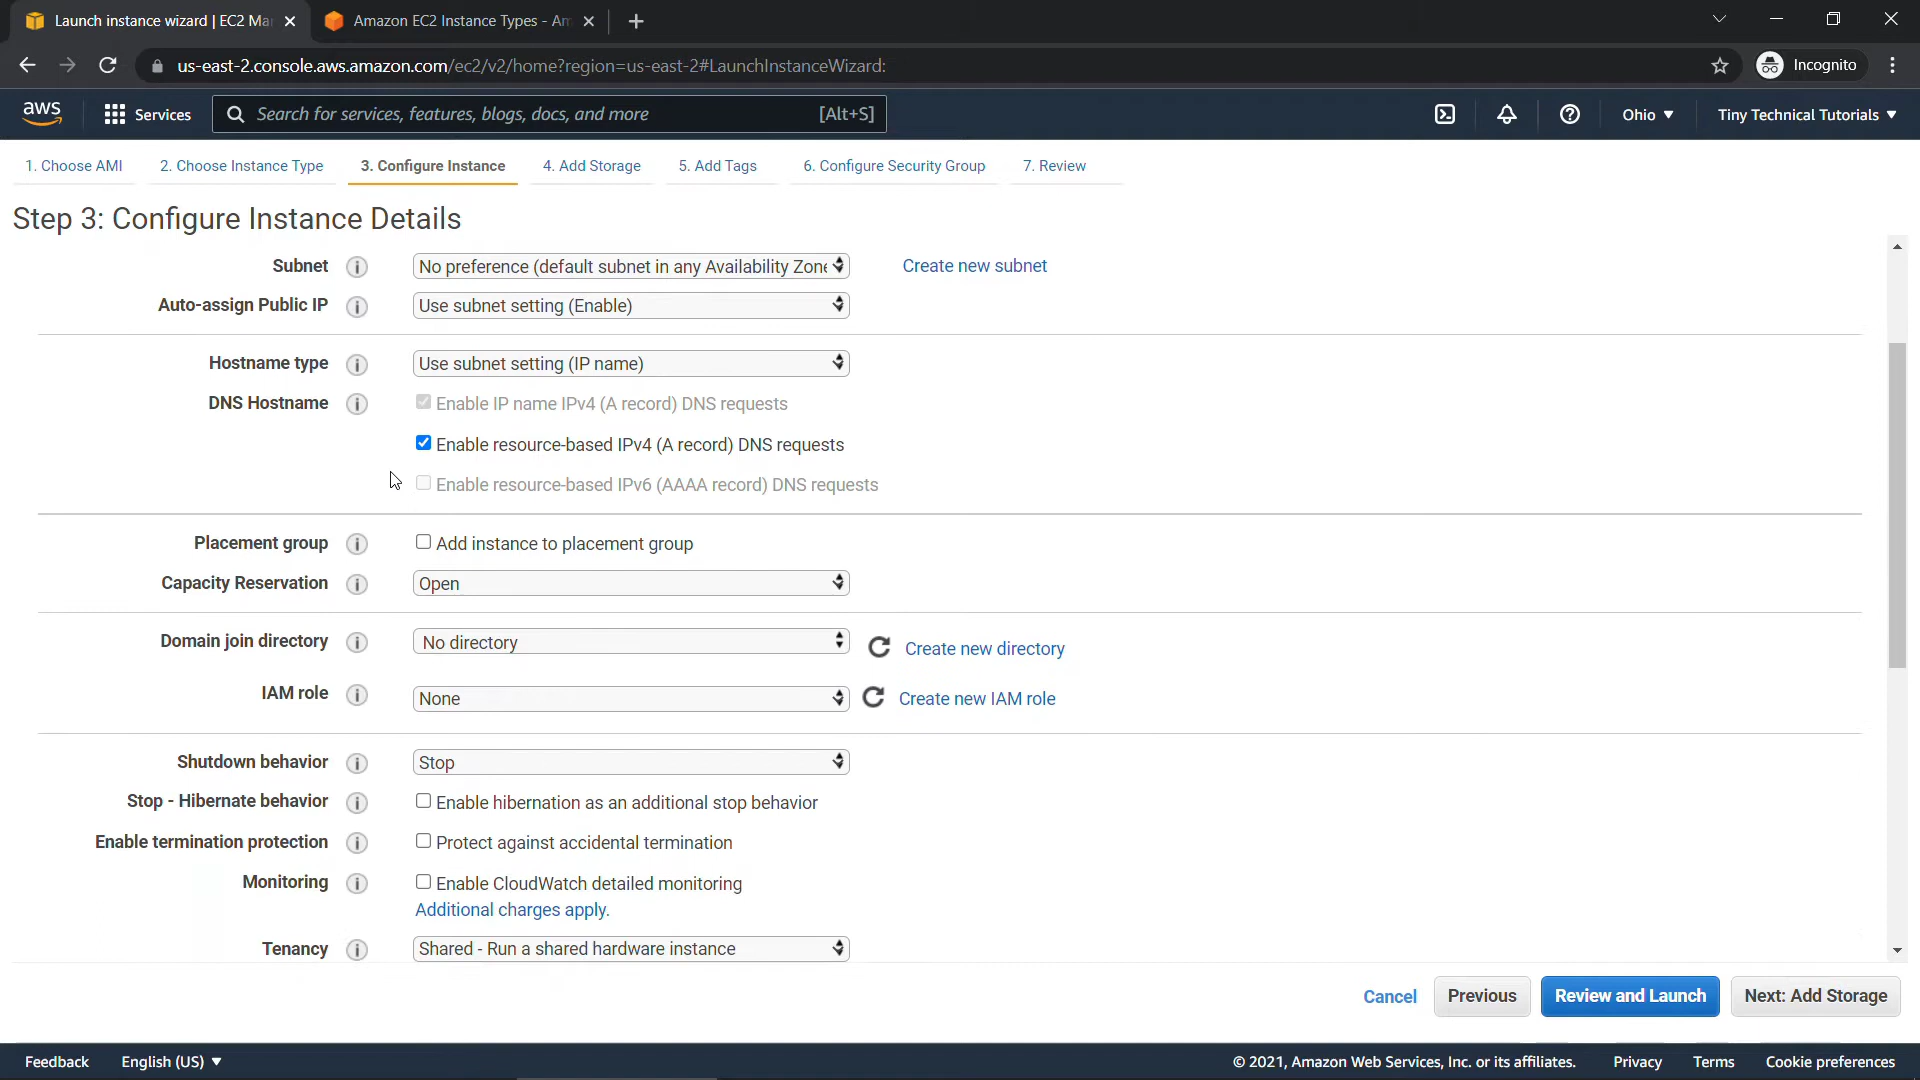 Launch instance wizard | EC2 Ma
Amazon EC2 Instance Types - Am
us-east-2.console.aws.amazon.com/ec2/v2/home?region=us-east-2#LaunchInstanceWizard:
Incognito
aws
Services
Search for services, features, blogs, docs, and more
[Alt+S]
Ohio
Tiny Technical Tutorials
1. Choose AMI
2. Choose Instance Type
3. Configure Instance
4. Add Storage
5. Add Tags
6. Configure Security Group
7. Review
Step 3: Configure Instance Details
Subnet
No preference (default subnet in any Availability Zone
Create new subnet
Auto-assign Public IP
Use subnet setting (Enable)
Hostname type
Use subnet setting (IP name)
DNS Hostname
Enable IP name IPv4 (A record) DNS requests
Enable resource-based IPv4 (A record) DNS requests
Enable resource-based IPv6 (AAAA record) DNS requests
Placement group
Add instance to placement group
Capacity Reservation
Open
Domain join directory
No directory
Create new directory
IAM role
None
Create new IAM role
Shutdown behavior
Stop
Stop - Hibernate behavior
Enable hibernation as an additional stop behavior
Enable termination protection
Protect against accidental termination
Monitoring
Enable CloudWatch detailed monitoring
Additional charges apply.
Tenancy
Shared - Run a shared hardware instance
Cancel
Previous
Review and Launch
Next: Add Storage
Feedback
English (US)
© 2021, Amazon Web Services, Inc. or its affiliates.
Privacy
Terms
Cookie preferences